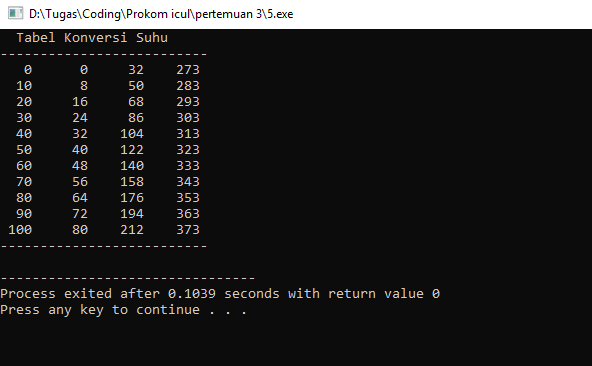 D:\Tugas\Coding\Prokom icul\pertemuan 3\5.exe
Tabel Konversi Suhu
--------------------------
0 0 32 273
10 8 50 283
20 16 68 293
30 24 86 303
40 32 104 313
50 40 122 323
60 48 140 333
70 56 158 343
80 64 176 353
90 72 194 363
100 80 212 373
--------------------------
--------------------------------
Process exited after 0.1039 seconds with return value 0
Press any key to continue . . .